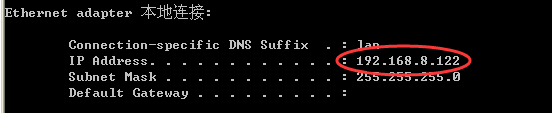 Ethernet adapter 本地连接:
Connection-specific DNS Suffix . : lan
IP Address. . . . . . . . . . . . : 192.168.8.122
Subnet Mask . . . . . . . . . . . : 255.255.255.0
Default Gateway . . . . . . . . . :